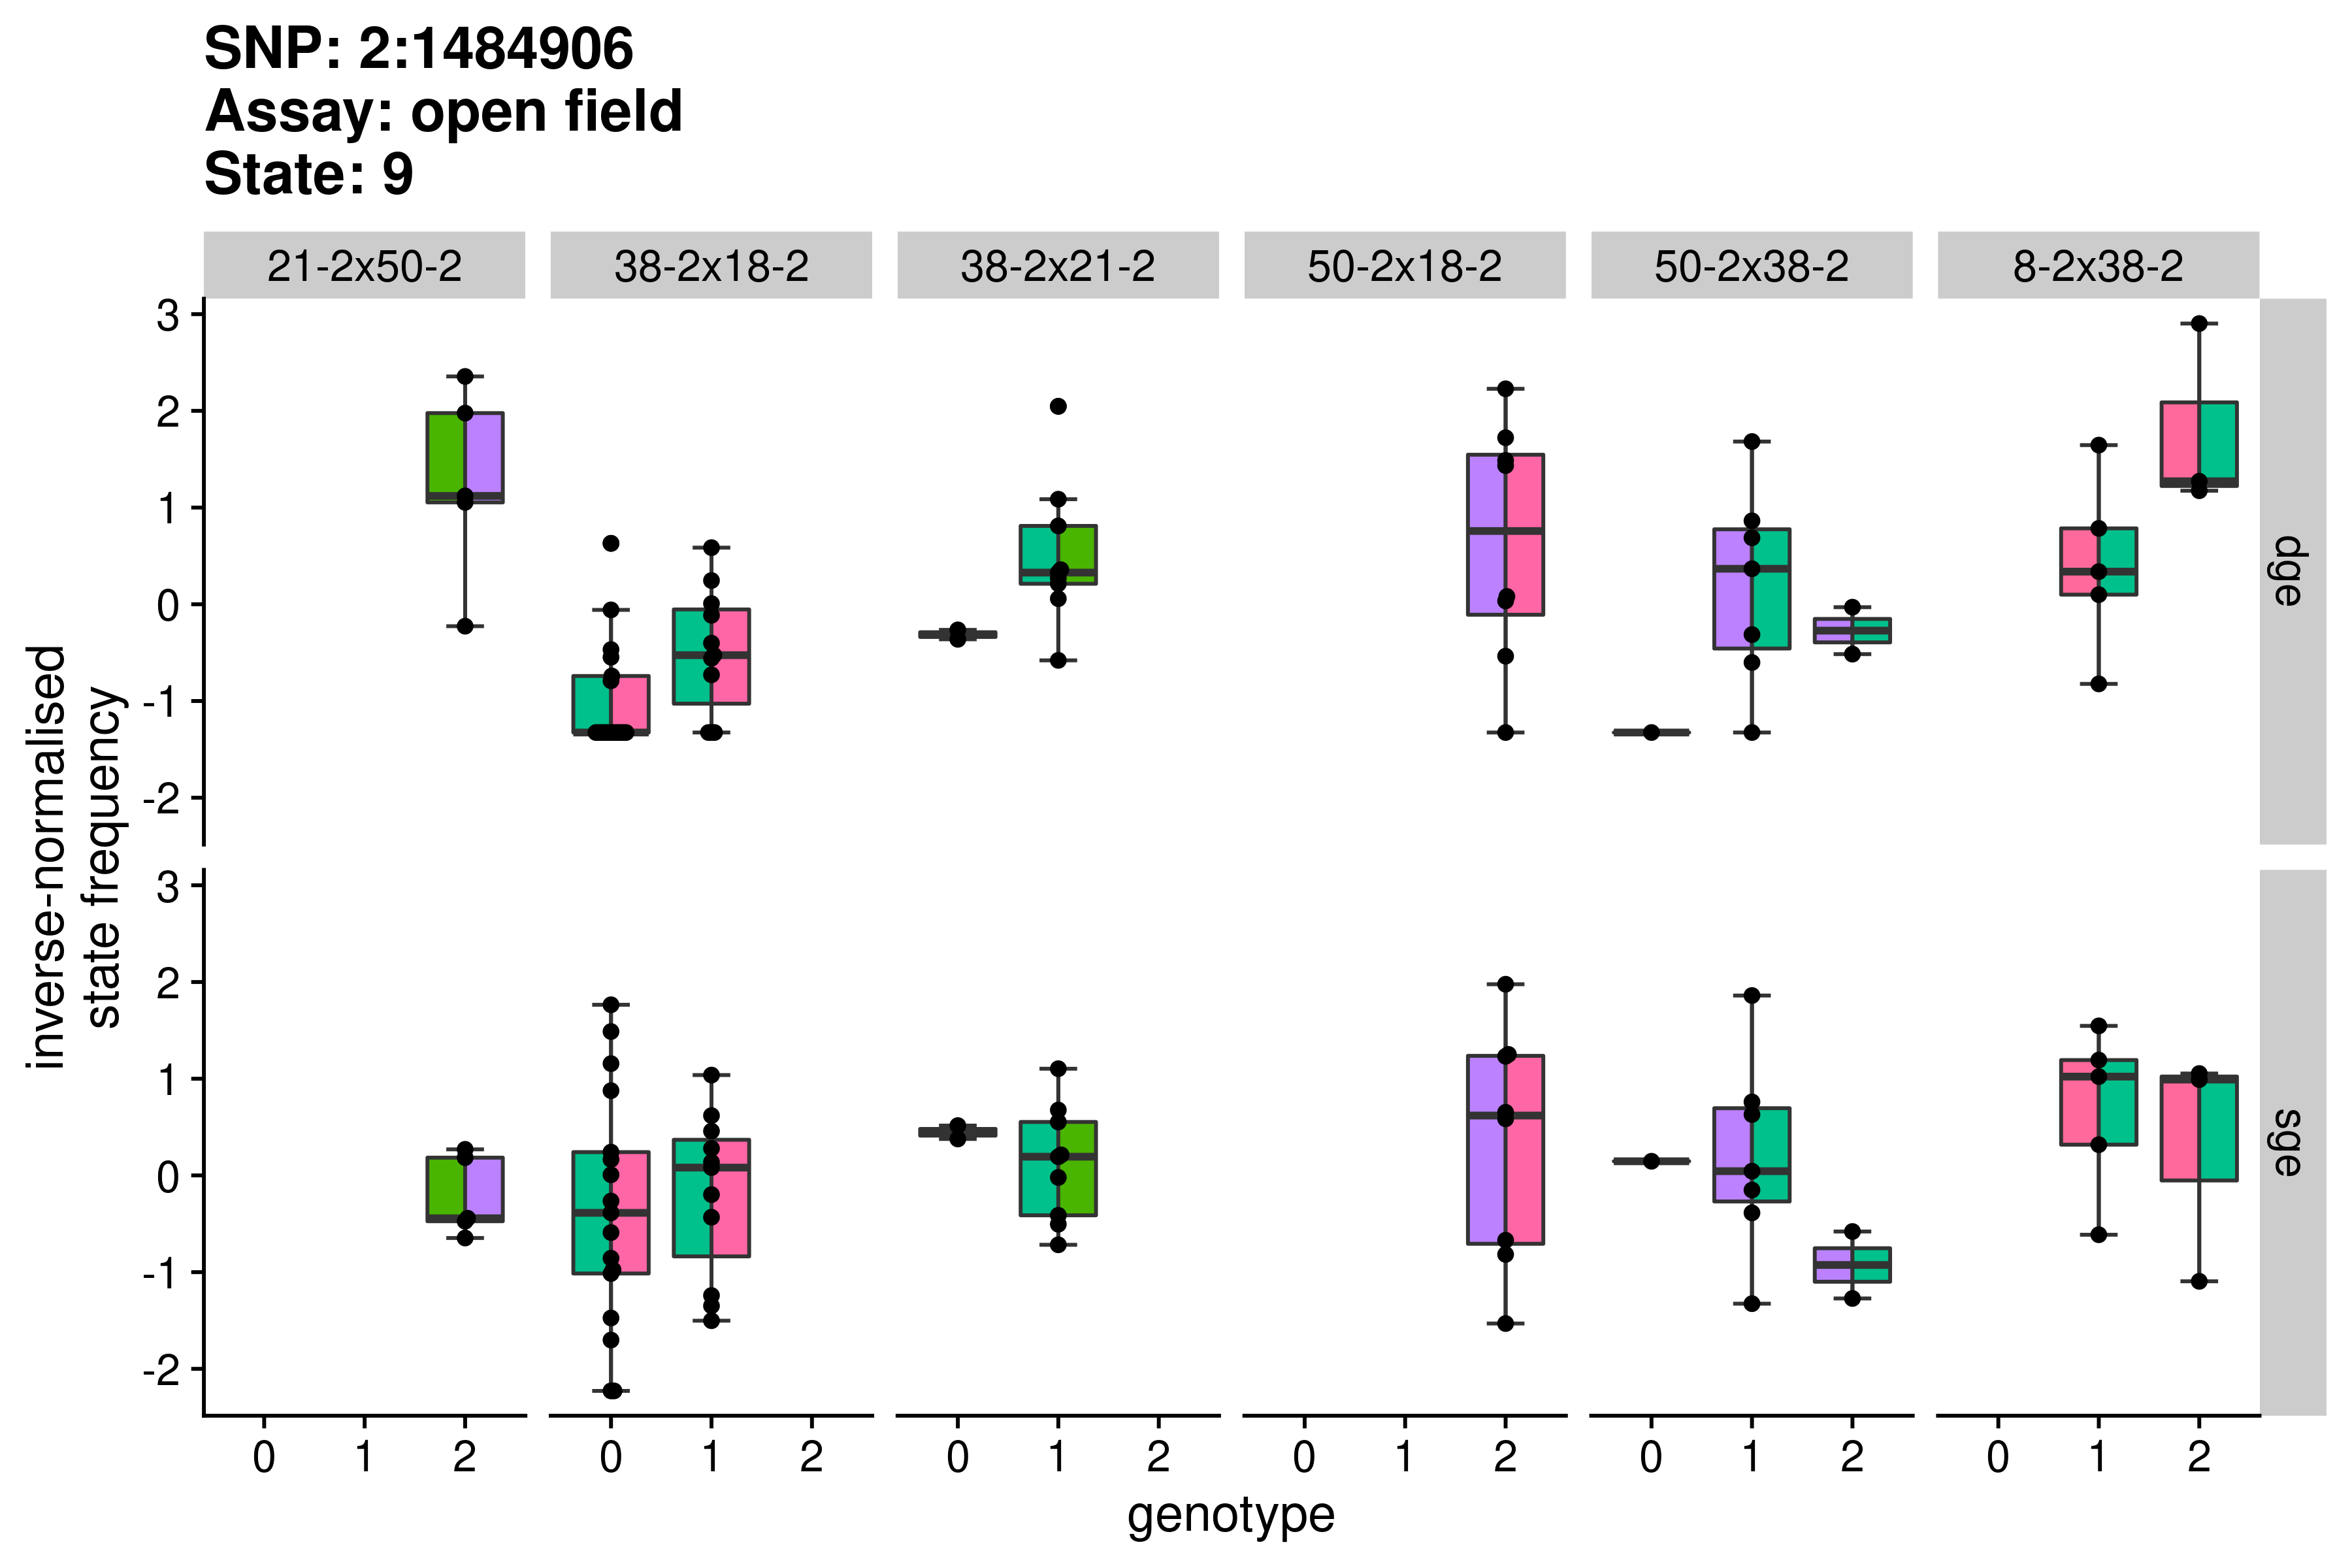 SNP: 2:1484906
Assay: open field
State: 9
21-2x50-2 38-2x18-2 38-2x21-2 50-2x18-2 50-2x38-2 8-2x38-2
3
2
1
0
-1
-2
dge
3
2
1
0
-1
-2
sge
inverse-normalised
state frequency
0 1 2 0 1 2 0 1 2 0 1 2 0 1 2 0 1 2
genotype